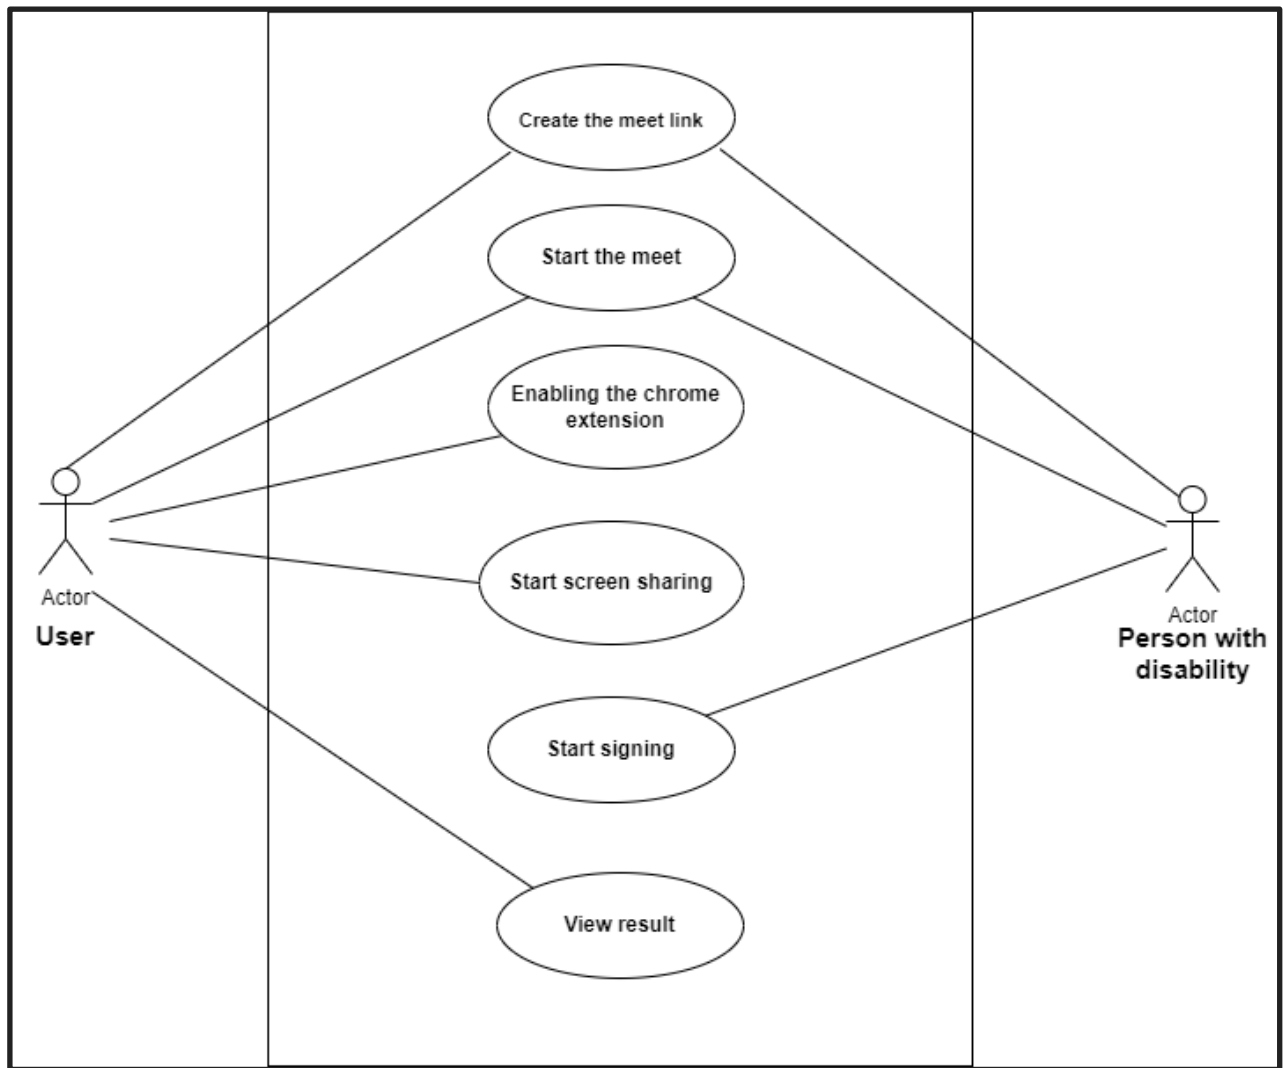 Create the meet link
Start the meet
Enabling the chrome
extension
Start screen sharing
Actor
User
Actor
Person with
disability
Start signing
View result